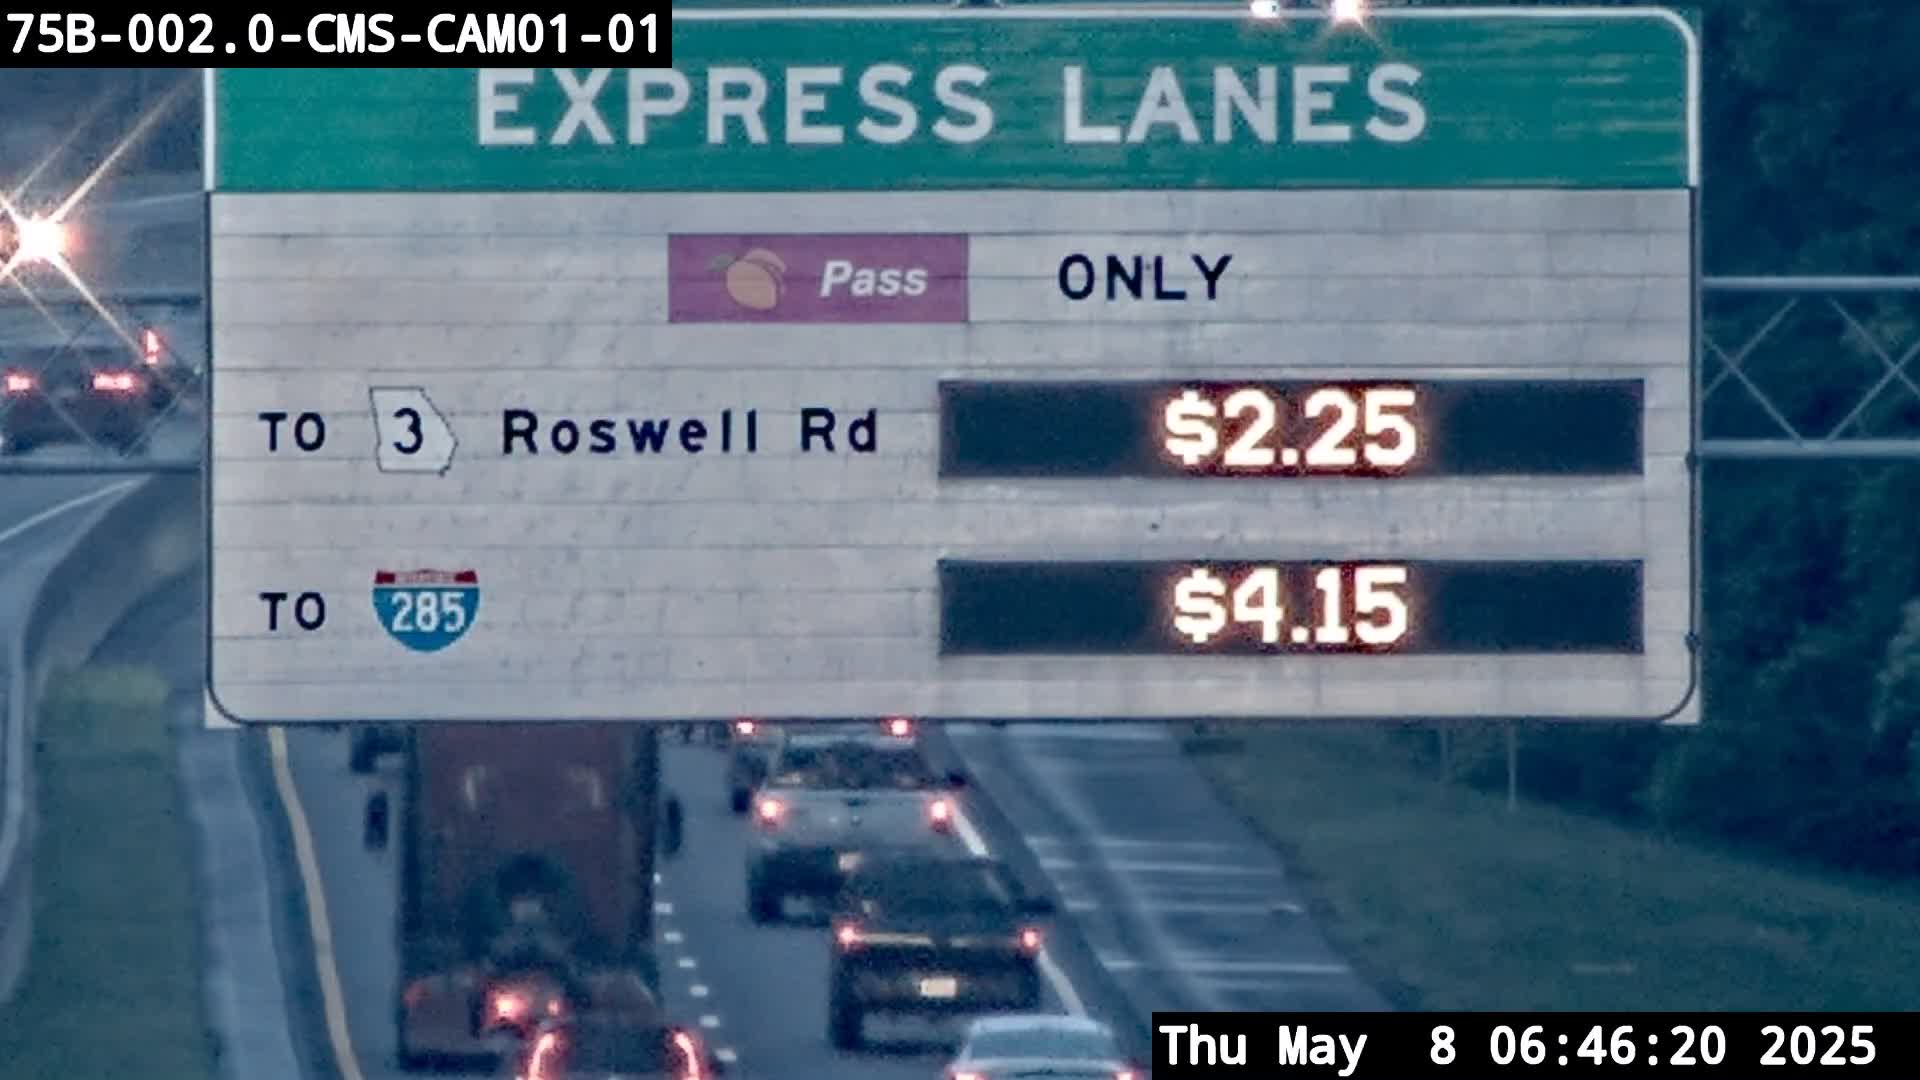 75B-002.0-CMS-CAM01-01
EXPRESS LANES
Pass ONLY
TO 3 Roswell Rd $2.25
TO 285 $4.15
Thu May 8 06:46:20 2025